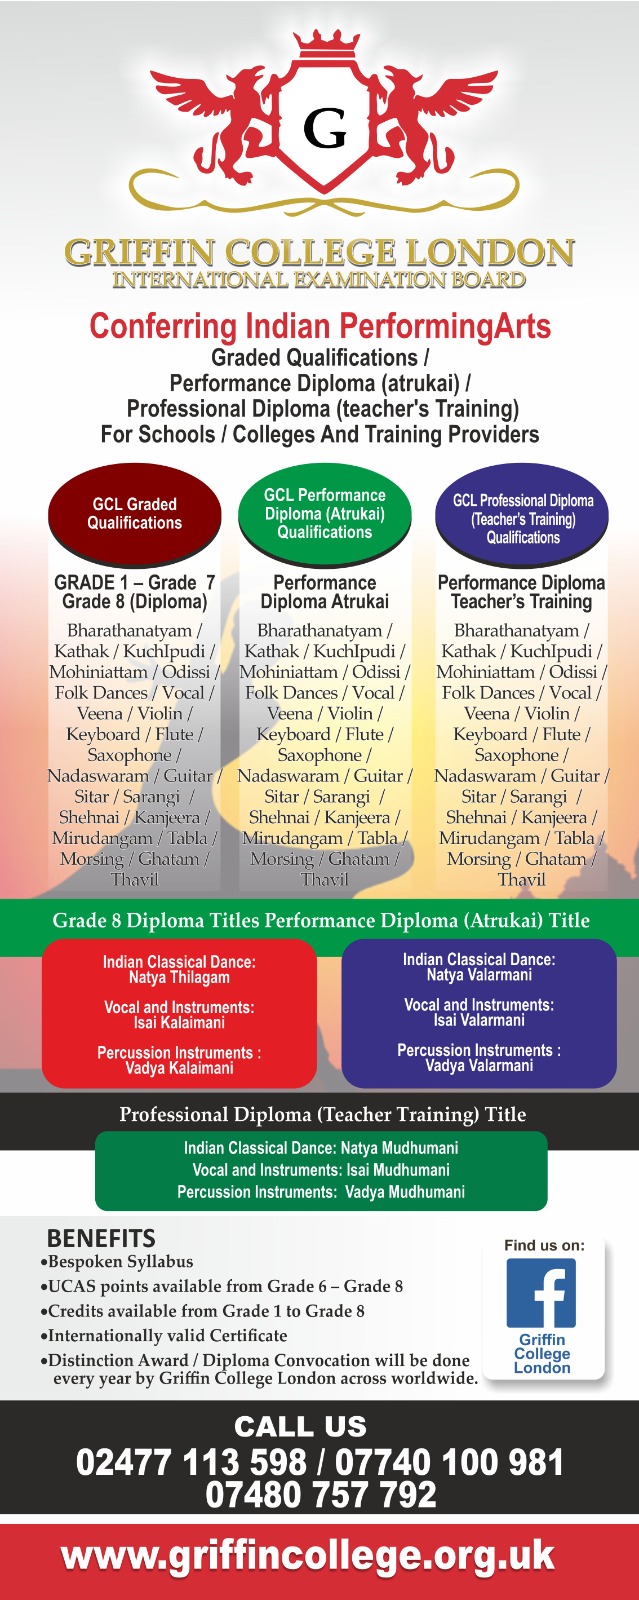 G
GRIFFIN COLLEGE LONDON
INTERNATIONAL EXAMINATION BOARD
Conferring Indian PerformingArts
Graded Qualifications /
Performance Diploma (atrukai) /
Professional Diploma (teacher's Training)
For Schools / Colleges And Training Providers
GCL Graded
Qualifications
GRADE 1 – Grade 7
Grade 8 (Diploma)
Bharathanatyam /
Kathak / KuchIpudi /
Mohiniattam / Odissi /
Folk Dances / Vocal /
Veena / Violin /
Keyboard / Flute /
Saxophone /
Nadaswaram / Guitar /
Sitar / Sarangi /
Shehnai / Kanjeera /
Mirudangam / Tabla /
Morsing / Ghatam /
Thavil
GCL Performance
Diploma (Atrukai)
Qualifications
Performance
Diploma Atrukai
Bharathanatyam /
Kathak / KuchIpudi /
Mohiniattam / Odissi /
Folk Dances / Vocal /
Veena / Violin /
Keyboard / Flute /
Saxophone /
Nadaswaram / Guitar /
Sitar / Sarangi /
Shehnai / Kanjeera /
Mirudangam / Tabla /
Morsing / Ghatam /
Thavil
GCL Professional Diploma
(Teacher's Training)
Qualifications
Performance Diploma
Teacher's Training
Bharathanatyam /
Kathak / KuchIpudi /
Mohiniattam / Odissi /
Folk Dances / Vocal /
Veena / Violin /
Keyboard / Flute /
Saxophone /
Nadaswaram / Guitar /
Sitar / Sarangi /
Shehnai / Kanjeera /
Mirudangam / Tabla /
Morsing / Ghatam /
Thavil
Grade 8 Diploma Titles Performance Diploma (Atrukai) Title
Indian Classical Dance:
Natya Thilagam
Vocal and Instruments:
Isai Kalaimani
Percussion Instruments :
Vadya Kalaimani
Indian Classical Dance:
Natya Valarmani
Vocal and Instruments:
Isai Valarmani
Percussion Instruments :
Vadya Valarmani
Professional Diploma (Teacher Training) Title
Indian Classical Dance: Natya Mudhumani
Vocal and Instruments: Isai Mudhumani
Percussion Instruments: Vadya Mudhumani
BENEFITS
•Bespoken Syllabus
•UCAS points available from Grade 6 – Grade 8
•Credits available from Grade 1 to Grade 8
•Internationally valid Certificate
•Distinction Award / Diploma Convocation will be done
every year by Griffin College London across worldwide.
Find us on:
f
Griffin
College
London
CALL US
02477 113 598 / 07740 100 981
07480 757 792
www.griffincollege.org.uk